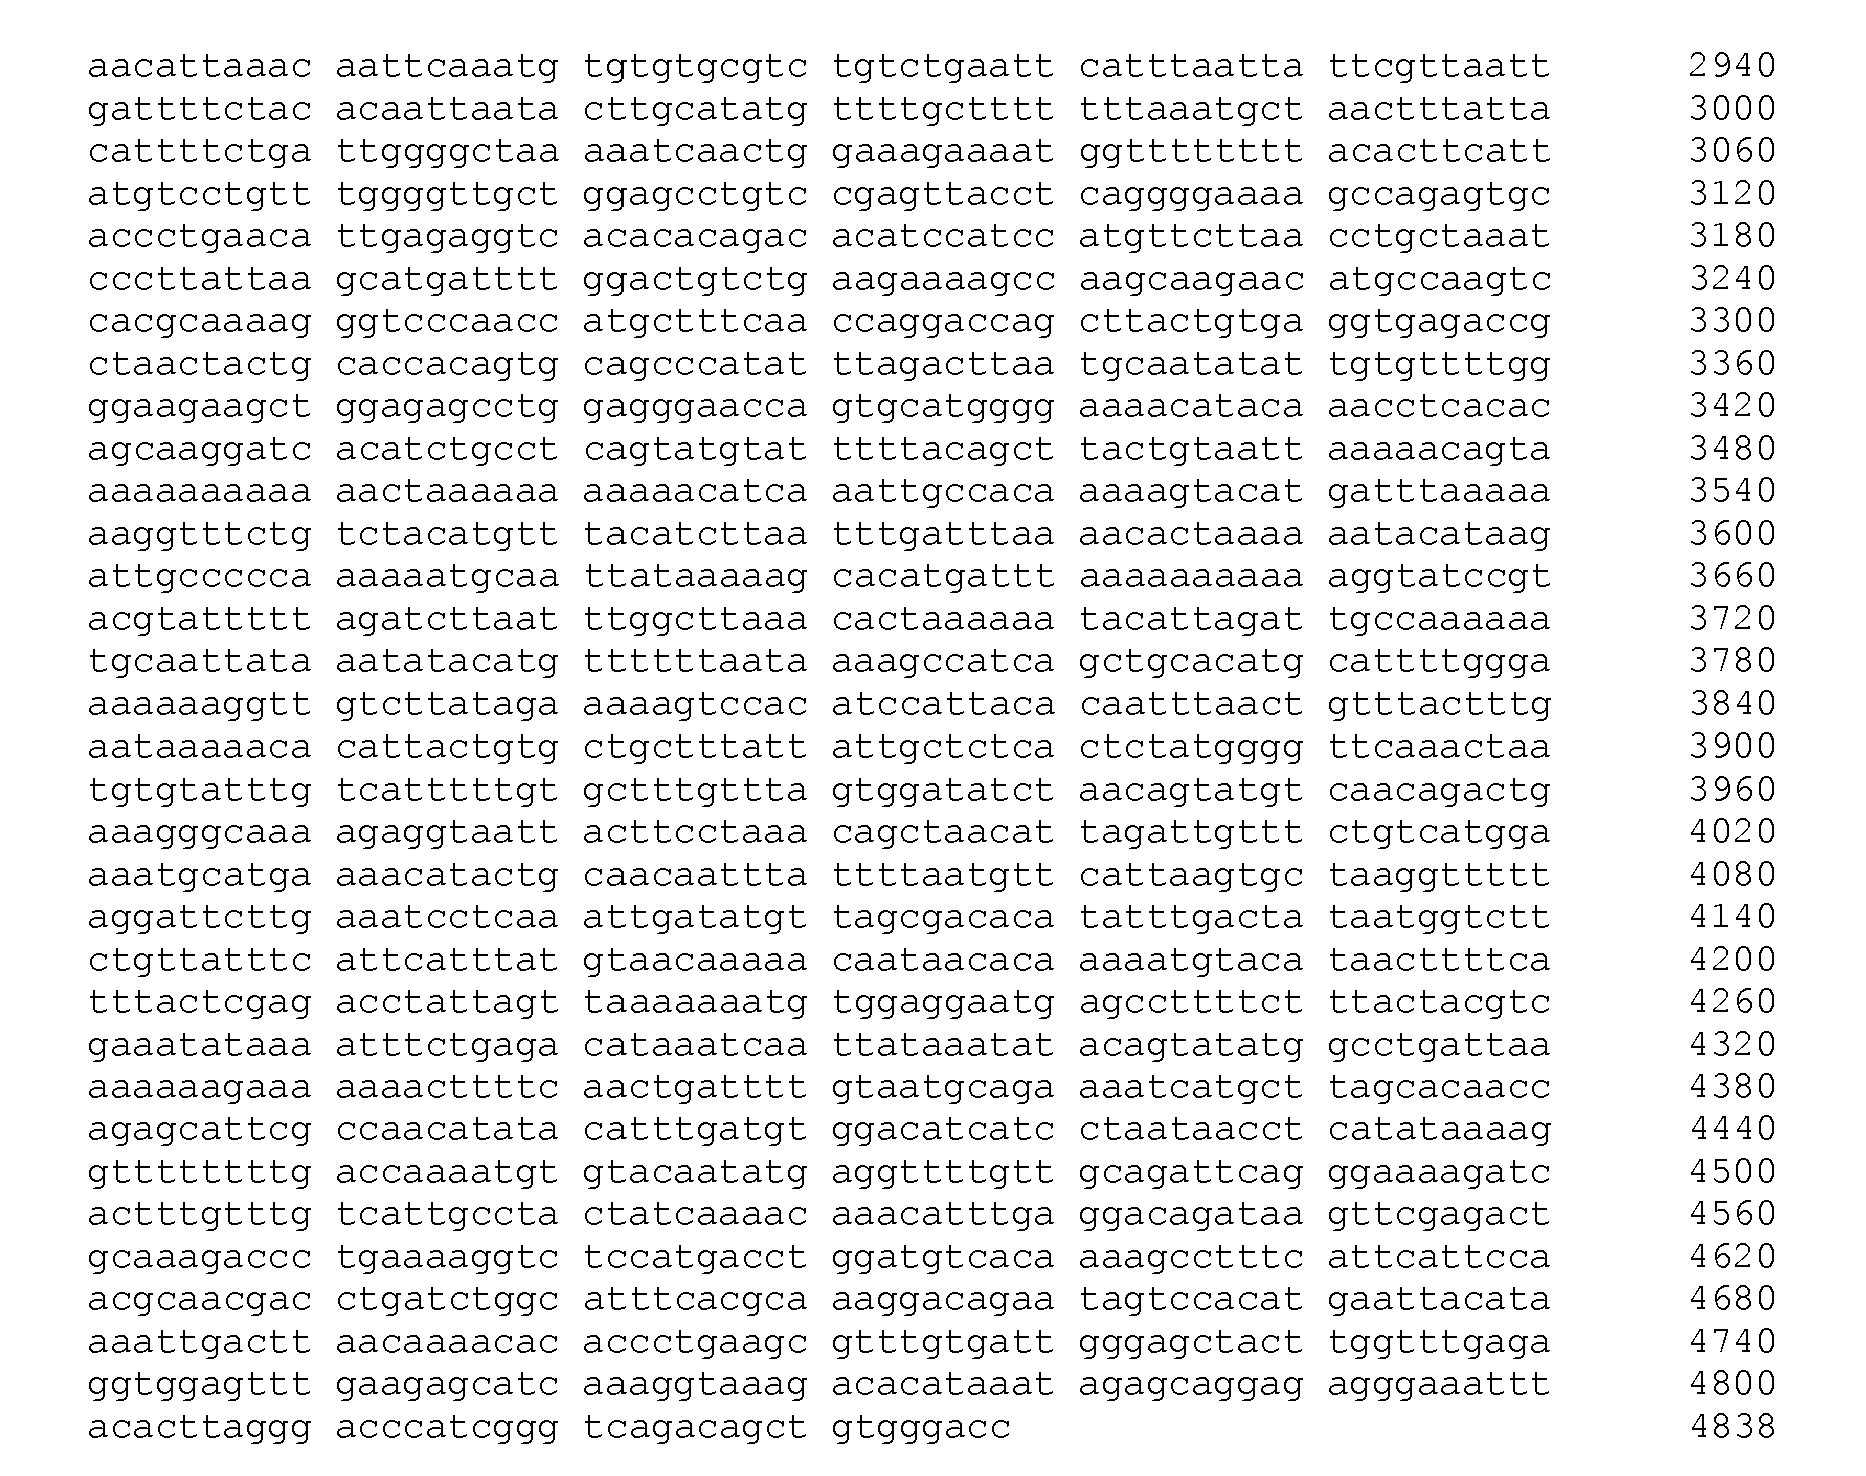 aacattaaac aattcaaatg tgtgtgcgtc tgtctgaatt catttaatta ttcgttaatt 2940
gattttctac acaattaata cttgcatatg ttttgctttt tttaaatgct aactttatta 3000
cattttctga ttggggctaa aaatcaactg gaaagaaaat ggtttttttt acacttcatt 3060
atgtcctgtt tggggttgct ggagcctgtc cgagttacct caggggaaaa gccagagtgc 3120
accctgaaca ttgagaggtc acacacagac acatccatcc atgttcttaa cctgctaaat 3180
cccttattaa gcatgatttt ggactgtctg aagaaaagcc aagcaagaac atgccaagtc 3240
cacgcaaaag ggtcccaacc atgctttcaa ccaggaccag cttactgtga ggtgagaccg 3300
ctaactactg caccacagtg cagcccatat ttagacttaa tgcaatatat tgtgttttgg 3360
ggaagaagct ggagagcctg gagggaacca gtgcatgggg aaaacataca aacctcacac 3420
agcaaggatc acatctgcct cagtatgtat ttttacagct tactgtaatt aaaaacagta 3480
aaaaaaaaaa aactaaaaaa aaaaacatca aattgccaca aaaagtacat gatttaaaaa 3540
aaggtttctg tctacatgtt tacatcttaa tttgatttaa aacactaaaa aatacataag 3600
attgccccca aaaaatgcaa ttataaaaag cacatgattt aaaaaaaaaa aggtatccgt 3660
acgtattttt agatcttaat ttggcttaaa cactaaaaaa tacattagat tgccaaaaaa 3720
tgcaattata aatatacatg ttttttaata aaagccatca gctgcacatg cattttggga 3780
aaaaaaggtt gtcttataga aaaagtccac atccattaca caatttaact gtttactttg 3840
aataaaaaca cattactgtg ctgctttatt attgctctca ctctatgggg ttcaaactaa 3900
tgtgtatttg tcatttttgt gctttgttta gtggatatct aacagtatgt caacagactg 3960
aaagggcaaa agaggtaatt acttcctaaa cagctaacat tagattgttt ctgtcatgga 4020
aaatgcatga aaacatactg caacaattta ttttaatgtt cattaagtgc taaggttttt 4080
aggattcttg aaatcctcaa attgatatgt tagcgacaca tatttgacta taatggtctt 4140
ctgttatttc attcatttat gtaacaaaaa caataacaca aaaatgtaca taacttttca 4200
tttactcgag acctattagt taaaaaaatg tggaggaatg agccttttct ttactacgtc 4260
gaaatataaa atttctgaga cataaatcaa ttataaatat acagtatatg gcctgattaa 4320
aaaaaagaaa aaaacttttc aactgatttt gtaatgcaga aaatcatgct tagcacaacc 4380
agagcattcg ccaacatata catttgatgt ggacatcatc ctaataacct catataaaag 4440
gttttttttg accaaaatgt gtacaatatg aggttttgtt gcagattcag ggaaaagatc 4500
actttgtttg tcattgccta ctatcaaaac aaacatttga ggacagataa gttcgagact 4560
gcaaagaccc tgaaaaggtc tccatgacct ggatgtcaca aaagcctttc attcattcca 4620
acgcaacgac ctgatctggc atttcacgca aaggacagaa tagtccacat gaattacata 4680
aaattgactt aacaaaacac accctgaagc gtttgtgatt gggagctact tggtttgaga 4740
ggtggagttt gaagagcatc aaaggtaaag acacataaat agagcaggag agggaaattt 4800
acacttaggg acccatcggg tcagacagct gtgggacc 4838